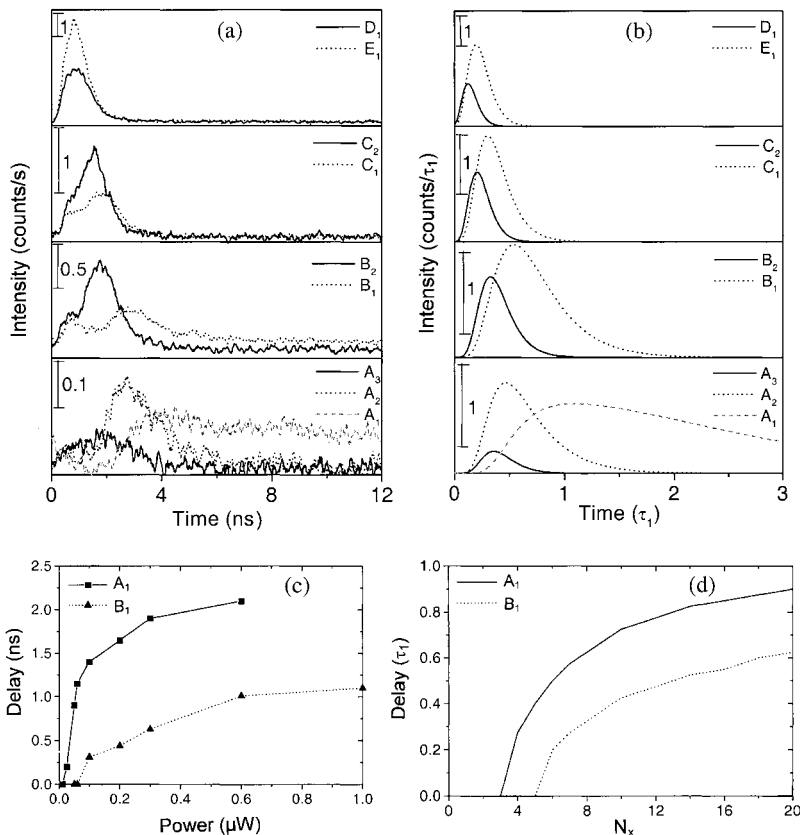 (a)
1
D1
E1
1
C2
C1
0.5
B2
B1
0.1
A3
A2
A1
0 4 8 12
Time (ns)
Intensity (counts/s)
(b)
1
D1
E1
1
C2
C1
1
B2
B1
1
A3
A2
A1
0 1 2 3
Time (τ1)
Intensity (counts/τ1)
(c)
A1
B1
2.5
2.0
1.5
1.0
0.5
0.0
0.0 0.2 0.4 0.6 0.8 1.0
Power (µW)
Delay (ns)
(d)
A1
B1
1.0
0.8
0.6
0.4
0.2
0.0
0 4 8 12 16 20
Nx
Delay (τ1)